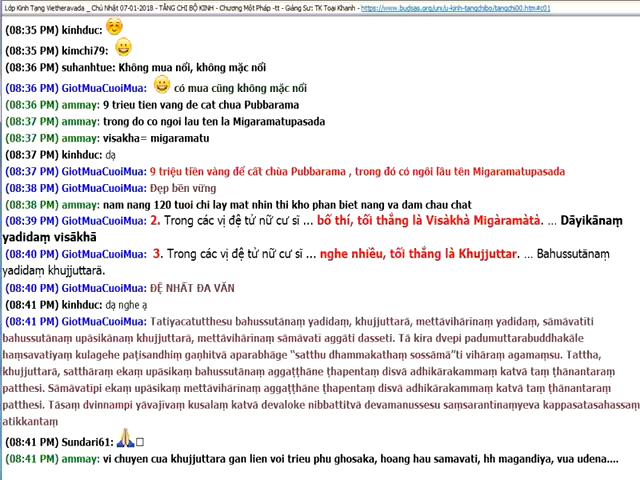 Lớp Kinh Tạng Vietheravada _ Chủ Nhật 07-01-2018 - TĂNG CHI BỘ KINH - Chương Một Pháp -tt - Giảng Sư: TK Toại Khanh - https://www.budsas.org/uni/u-kinh-tangchibo/tangchi00.htm#c01
(08:35 PM) kinhduc:
(08:35 PM) kimchi79:
(08:36 PM) suhanhtue: Không mua nổi, không mặc nổi
(08:36 PM) GiotMuaCuoiMua: có mua cũng không mặc nổi
(08:36 PM) ammay: 9 trieu tien vang de cat chua Pubbarama
(08:37 PM) ammay: trong do co ngoi lau ten la Migaramatupasada
(08:37 PM) ammay: visakha= migaramatu
(08:37 PM) kinhduc: dạ
(08:37 PM) GiotMuaCuoiMua: 9 triệu tiền vàng để cất chùa Pubbarama , trong đó có ngôi lầu tên Migaramatupasada
(08:38 PM) GiotMuaCuoiMua: Đẹp bền vững
(08:38 PM) ammay: nam nang 120 tuoi chi lay mat nhin thi kho phan biet nang va dam chau chat
(08:39 PM) GiotMuaCuoiMua: 2. Trong các vị đệ tử nữ cư sĩ ... bố thí, tối thắng là Visàkhà Migàramàtà. ... Dāyikānaṃ
yadidaṃ visākhā
(08:40 PM) GiotMuaCuoiMua: 3. Trong các vị đệ tử nữ cư sĩ ... nghe nhiều, tối thắng là Khujjuttar. ... Bahussutānaṃ
yadidaṃ khujjuttarā.
(08:40 PM) GiotMuaCuoiMua: ĐỆ NHẤT ĐA VĂN
(08:41 PM) kinhduc: dạ nghe ạ
(08:41 PM) GiotMuaCuoiMua: Tatiyacatutthesu bahussutānaṃ yadidaṃ, khujjuttarā, mettāvihārīnaṃ yadidaṃ, sāmāvatīti
bahussutānaṃ upāsikānaṃ khujjuttarā, mettāvihārīnaṃ sāmāvatī aggāti dasseti. Tā kira dvepi padumuttarabuddhakāle
haṃsavatiyaṃ kulagehe paṭisandhiṃ gaṇhitvā aparabhāge “satthu dhammakathaṃ sossāmā”ti vihāraṃ agamaṃsu. Tattha,
khujjuttarā, satthāraṃ ekaṃ upāsikaṃ bahussutānaṃ aggaṭṭhāne ṭhapentaṃ disvā adhikārakammaṃ katvā taṃ ṭhānantaraṃ
patthesi. Sāmāvatīpi ekaṃ upāsikaṃ mettāvihārīnaṃ aggaṭṭhāne ṭhapentaṃ disvā adhikārakammaṃ katvā taṃ ṭhānantaraṃ
patthesi. Tāsaṃ dvinnampi yāvajīvaṃ kusalaṃ katvā devaloke nibbattitvā devamanussesu saṃsarantīnaṃyeva kappasatasahassaṃ
atikkantaṃ
(08:41 PM) Sundari61:
(08:41 PM) ammay: vi chuyen cua khujjuttara gan lien voi trieu phu ghosaka, hoang hau samavati, hh magandiya, vua udena....